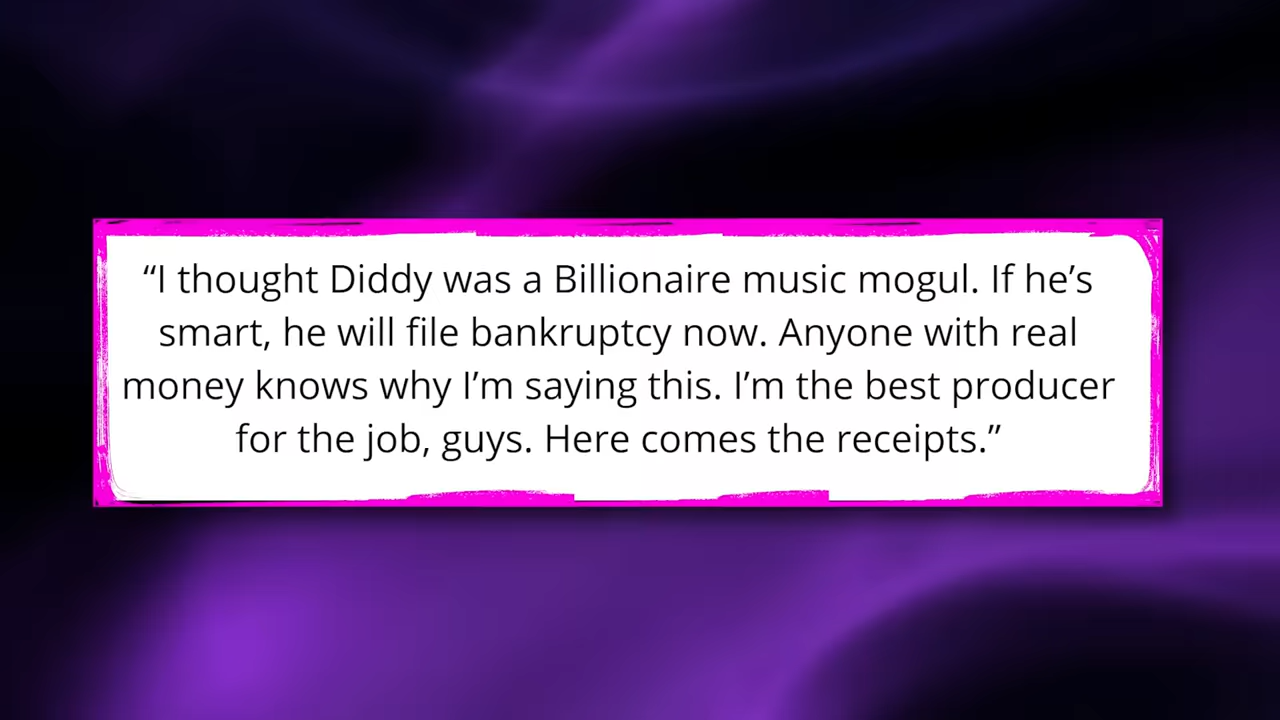 “I thought Diddy was a Billionaire music mogul. If he’s
smart, he will file bankruptcy now. Anyone with real
money knows why I’m saying this. I’m the best producer
for the job, guys. Here comes the receipts.”